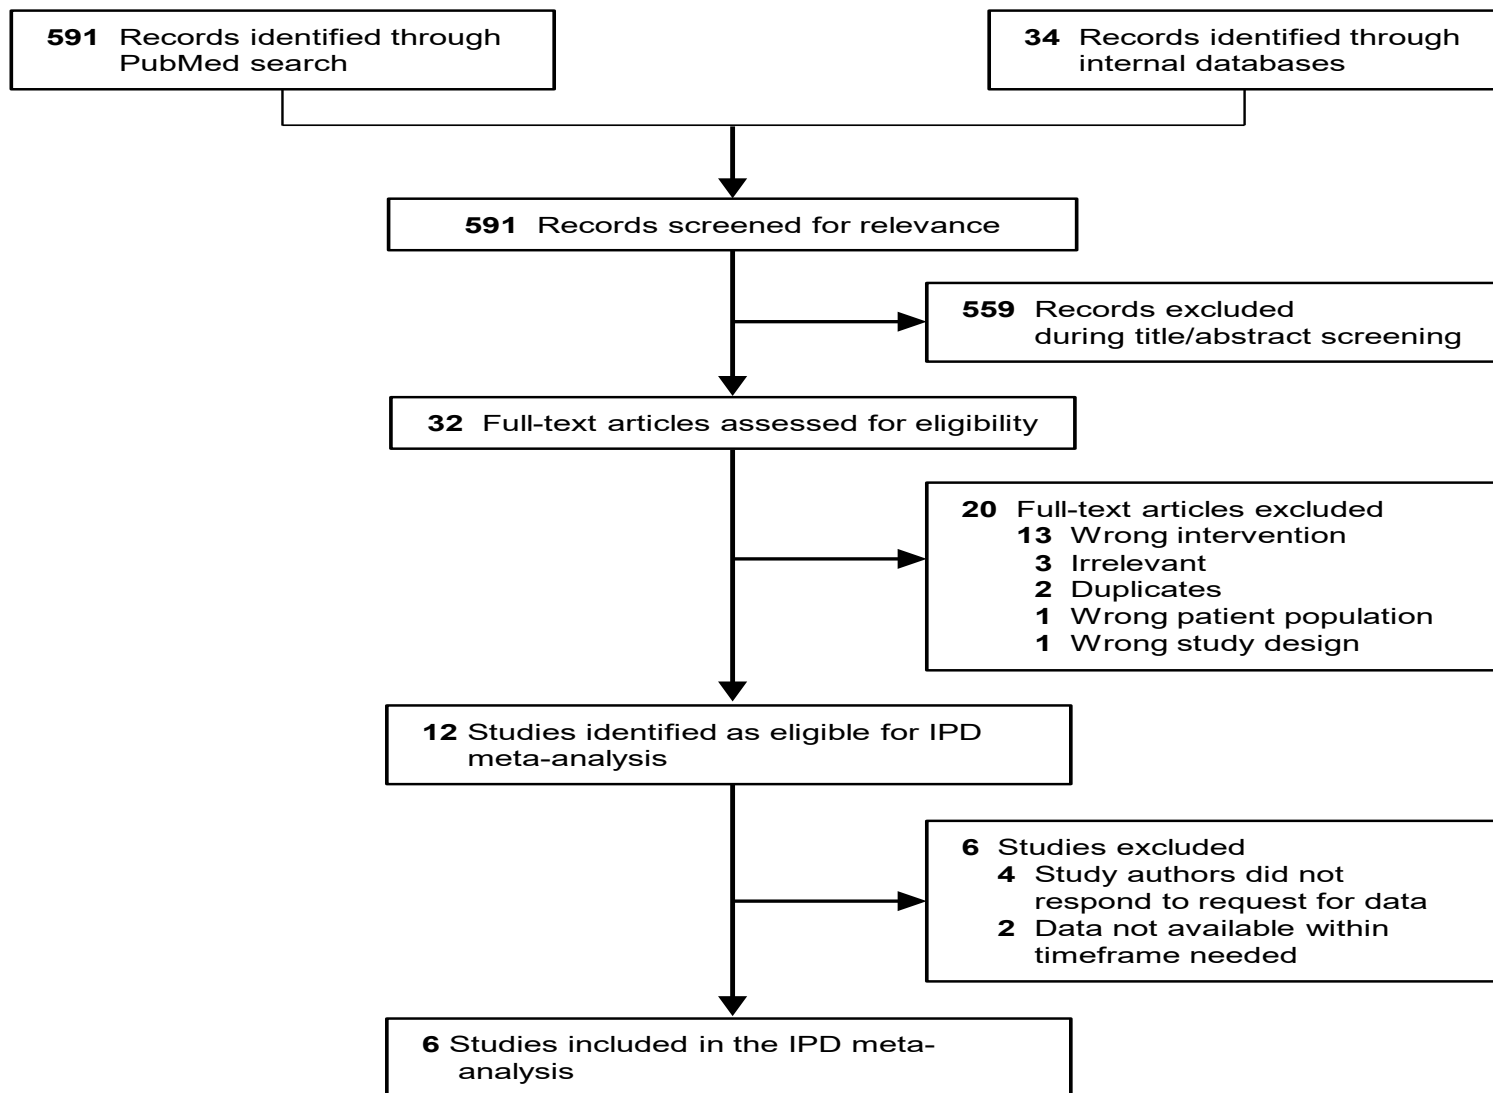 591 Records identified through
PubMed search
34 Records identified through
internal databases
591 Records screened for relevance
559 Records excluded
during title/abstract screening
32 Full-text articles assessed for eligibility
20 Full-text articles excluded
13 Wrong intervention
3 Irrelevant
2 Duplicates
1 Wrong patient population
1 Wrong study design
12 Studies identified as eligible for IPD
meta-analysis
6 Studies excluded
4 Study authors did not
respond to request for data
2 Data not available within
timeframe needed
6 Studies included in the IPD meta-
analysis